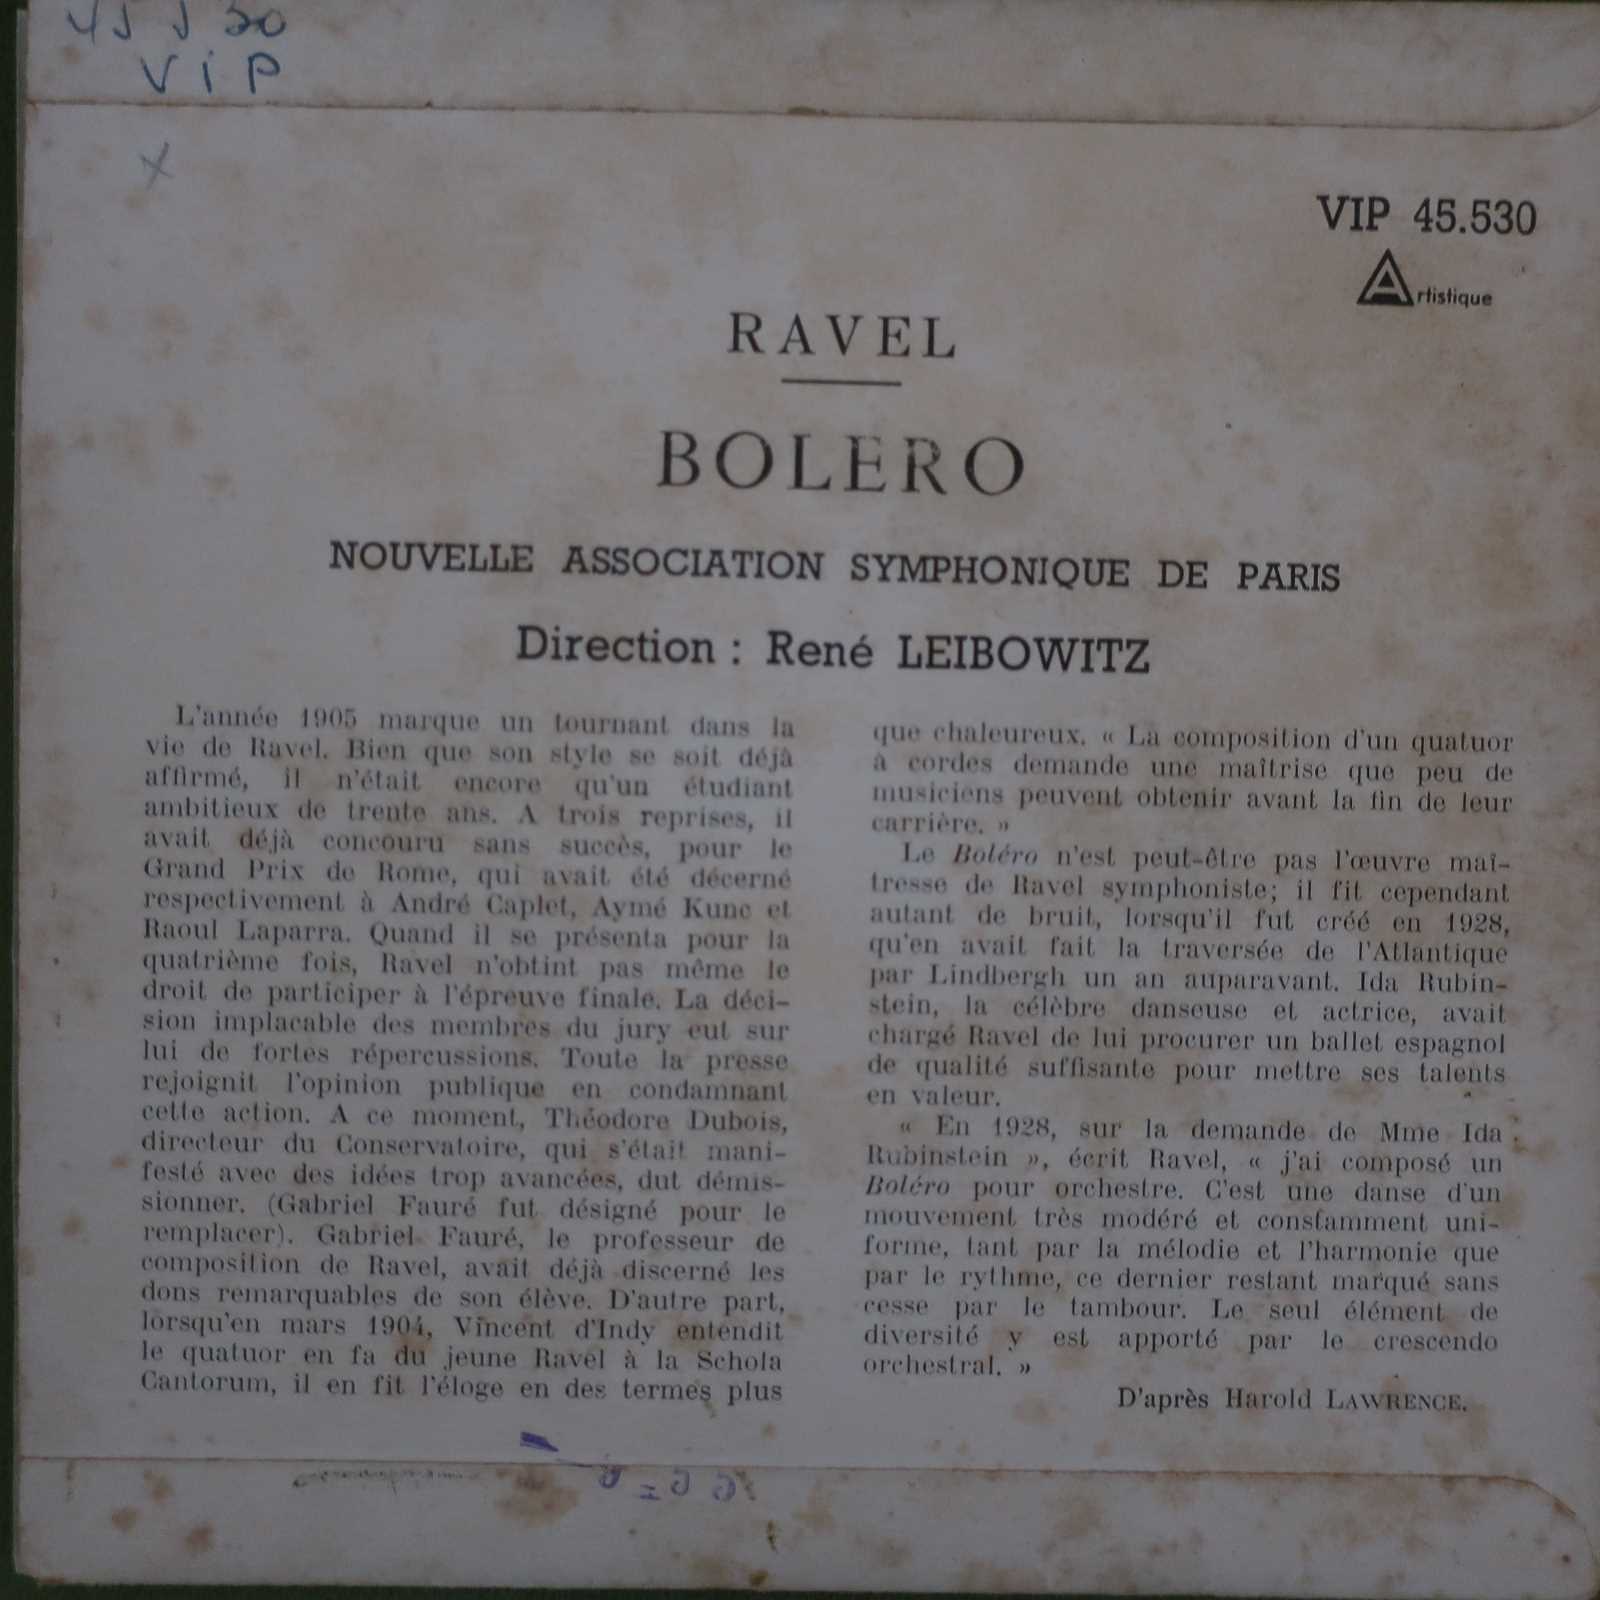 45 530
VIP
x
VIP 45.530
Artistique
RAVEL
BOLERO
NOUVELLE ASSOCIATION SYMPHONIQUE DE PARIS
Direction : René LEIBOWITZ
L'année 1905 marque un tournant dans la
vie de Ravel. Bien que son style se soit déjà
affirmé, il n'était encore qu'un étudiant
ambitieux de trente ans. A trois reprises, il
avait déjà concouru sans succès, pour le
Grand Prix de Rome, qui avait été décerné
respectivement à André Caplet, Aymé Kunc et
Raoul Laparra. Quand il se présenta pour la
quatrième fois, Ravel n'obtint pas même le
droit de participer à l'épreuve finale. La déci-
sion implacable des membres du jury eut sur
lui de fortes répercussions. Toute la presse
rejoignit l'opinion publique en condamnant
cette action. A ce moment, Théodore Dubois,
directeur du Conservatoire, qui s'était mani-
festé avec des idées trop avancées, dut démis-
sionner. (Gabriel Fauré fut désigné pour le
remplacer). Gabriel Fauré, le professeur de
composition de Ravel, avait déjà discerné les
dons remarquables de son élève. D'autre part,
lorsqu'en mars 1904, Vincent d'Indy entendit
le quatuor en fa du jeune Ravel à la Schola
Cantorum, il en fit l'éloge en des termes plus
que chaleureux. « La composition d'un quatuor
à cordes demande une maîtrise que peu de
musiciens peuvent obtenir avant la fin de leur
carrière. »
Le Boléro n'est peut-être pas l'œuvre maî-
tresse de Ravel symphoniste; il fit cependant
autant de bruit, lorsqu'il fut créé en 1928,
qu'en avait fait la traversée de l'Atlantique
par Lindbergh un an auparavant. Ida Rubin-
stein, la célèbre danseuse et actrice, avait
chargé Ravel de lui procurer un ballet espagnol
de qualité suffisante pour mettre ses talents
en valeur.
« En 1928, sur la demande de Mme Ida
Rubinstein », écrit Ravel, « j'ai composé un
Boléro pour orchestre. C'est une danse d'un
mouvement très modéré et constamment uni-
forme, tant par la mélodie et l'harmonie que
par le rythme, ce dernier restant marqué sans
cesse par le tambour. Le seul élément de
diversité y est apporté par le crescendo
orchestral. »
D'après Harold LAWRENCE.